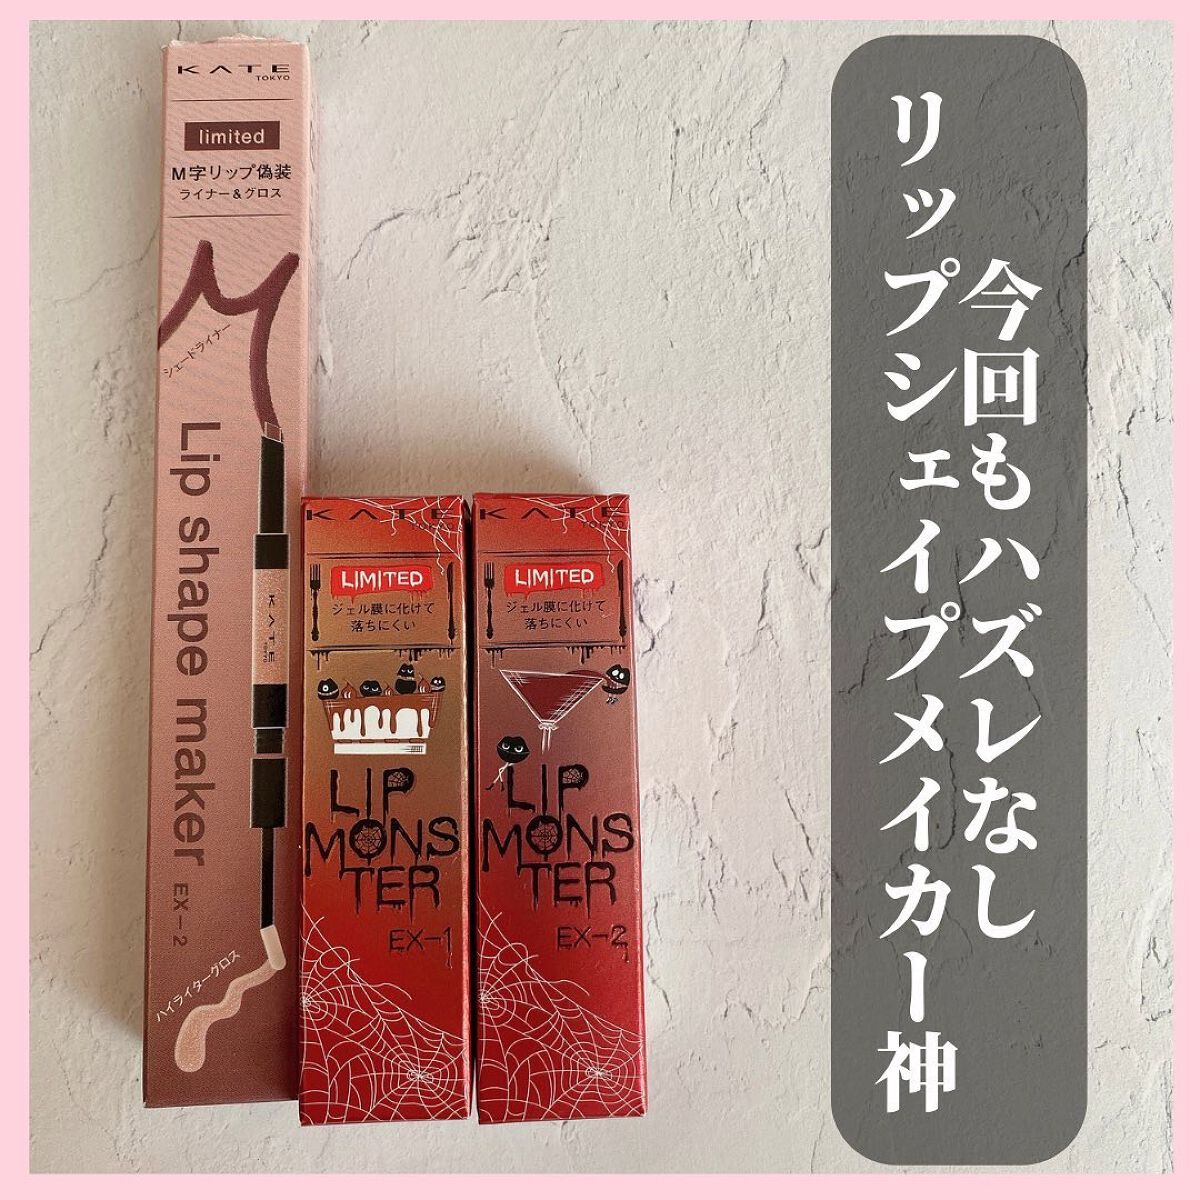 今回もハズレなし
リップシェイプメイカー神
KATE
TOKYO
limited
M字リップ偽装
ライナー&グロス
シェードライナー
Lip shape maker EX-2
KATE
TOKYO
ハイライターグロス
KATE
TOKYO
LIMITED
ジェル膜に化けて
落ちにくい
LIP
MONS
TER
EX-1
KATE
TOKYO
LIMITED
ジェル膜に化けて
落ちにくい
LIP
MONS
TER
EX-2